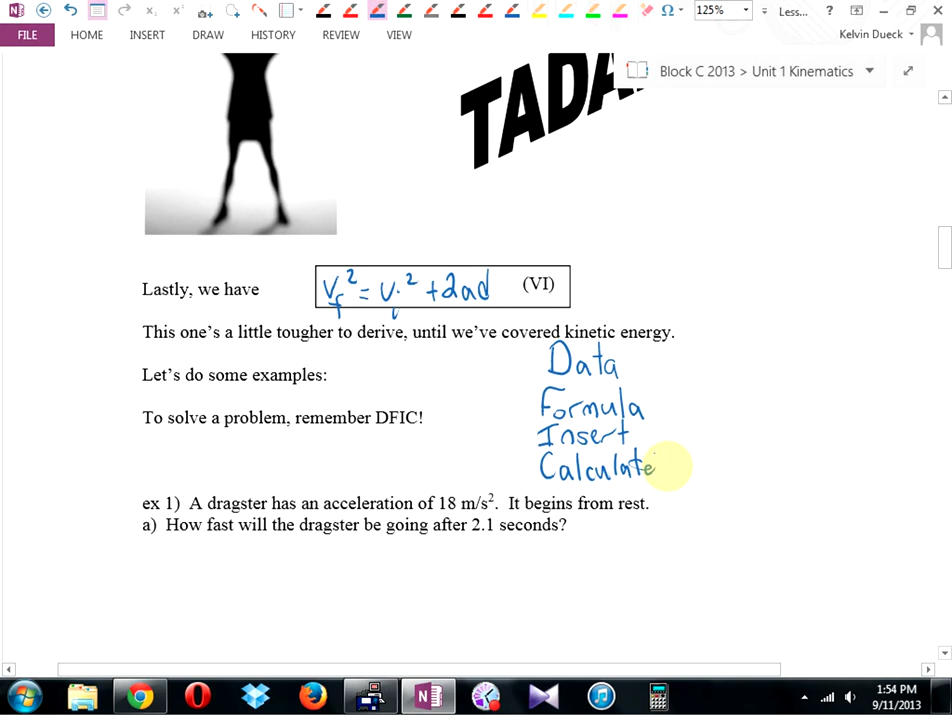 125%
Less...
?
FILE
HOME
INSERT
DRAW
HISTORY
REVIEW
VIEW
Kelvin Dueck
Block C 2013 > Unit 1 Kinematics
Lastly, we have v_f² = v_i² + 2ad (VI)
This one's a little tougher to derive, until we've covered kinetic energy.
Data
Let's do some examples:
Formula
To solve a problem, remember DFIC!
Insert
Calculate
ex 1) A dragster has an acceleration of 18 m/s². It begins from rest.
a) How fast will the dragster be going after 2.1 seconds?
1:54 PM
9/11/2013